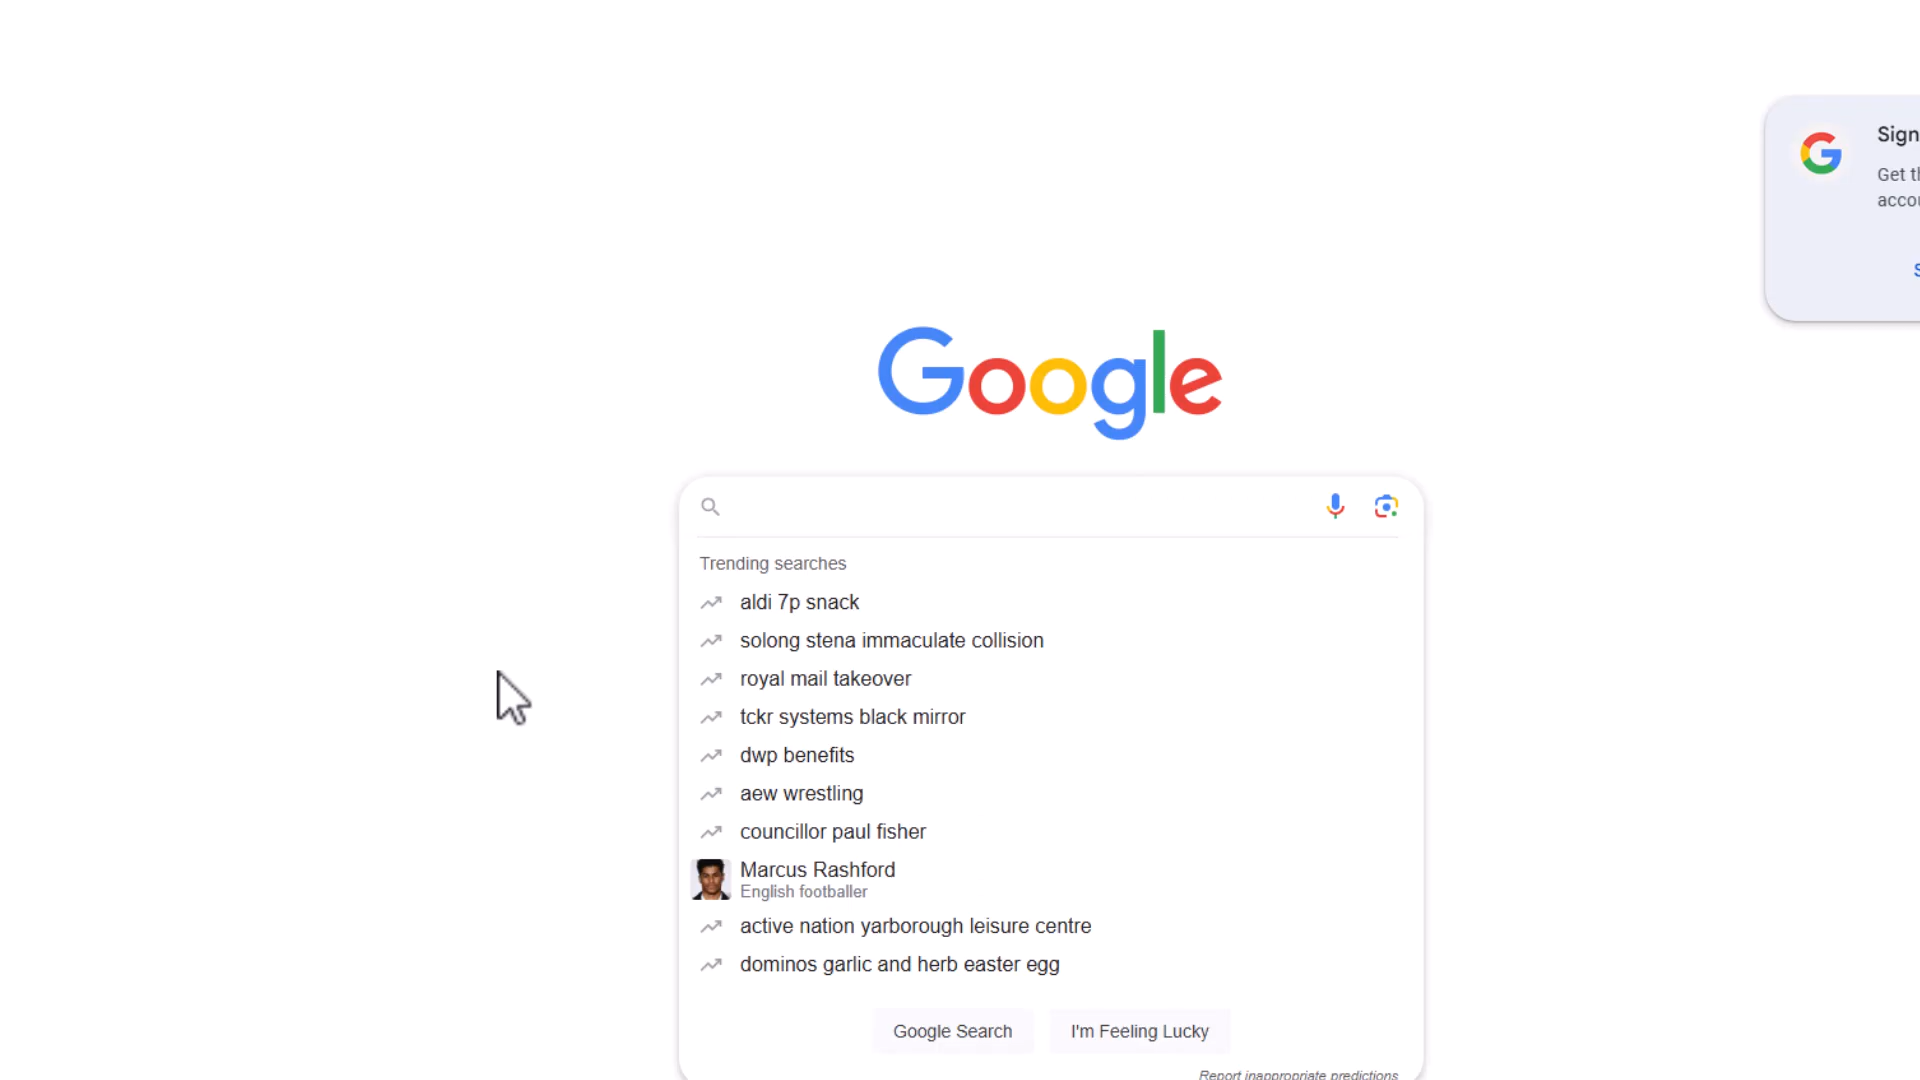 Sign
Get th
accou
S
Google
Trending searches
aldi 7p snack
solong stena immaculate collision
royal mail takeover
tckr systems black mirror
dwp benefits
aew wrestling
councillor paul fisher
Marcus Rashford
English footballer
active nation yarborough leisure centre
dominos garlic and herb easter egg
Google Search
I'm Feeling Lucky
Report inappropriate predictions